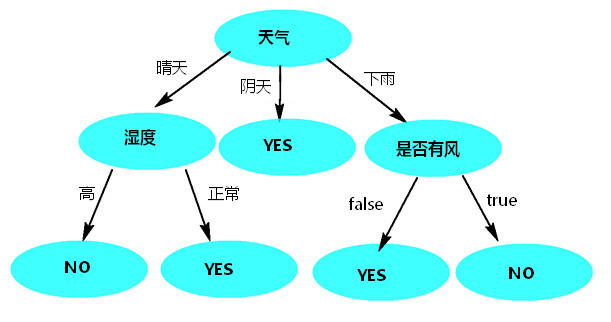 天气
晴天
阴天
下雨
湿度
YES
是否有风
高
正常
false
true
NO
YES
YES
NO